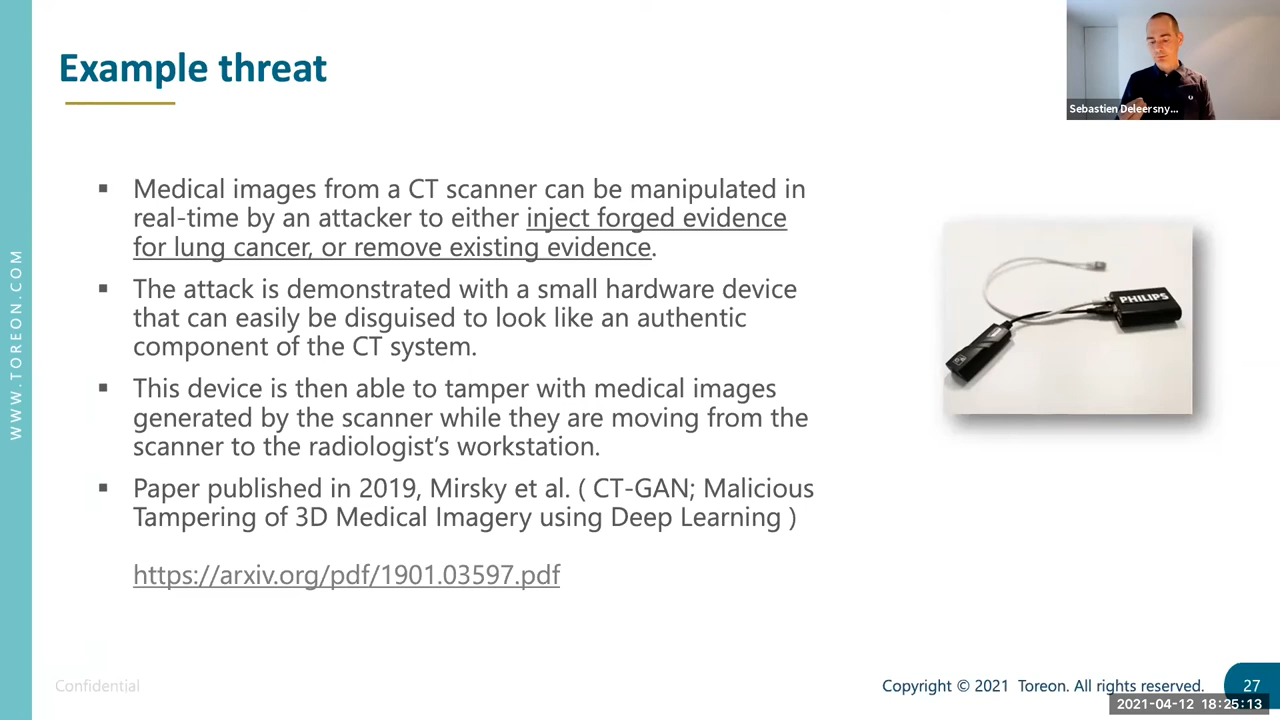 Example threat
Sebastien Deleersny...
▪ Medical images from a CT scanner can be manipulated in
real-time by an attacker to either inject forged evidence
for lung cancer, or remove existing evidence.
▪ The attack is demonstrated with a small hardware device
that can easily be disguised to look like an authentic
component of the CT system.
▪ This device is then able to tamper with medical images
generated by the scanner while they are moving from the
scanner to the radiologist's workstation.
▪ Paper published in 2019, Mirsky et al. ( CT-GAN; Malicious
Tampering of 3D Medical Imagery using Deep Learning )
https://arxiv.org/pdf/1901.03597.pdf
PHILIPS
WWW.TOREON.COM
Confidential
Copyright © 2021 Toreon. All rights reserved.
27
2021-04-12 18:25:13